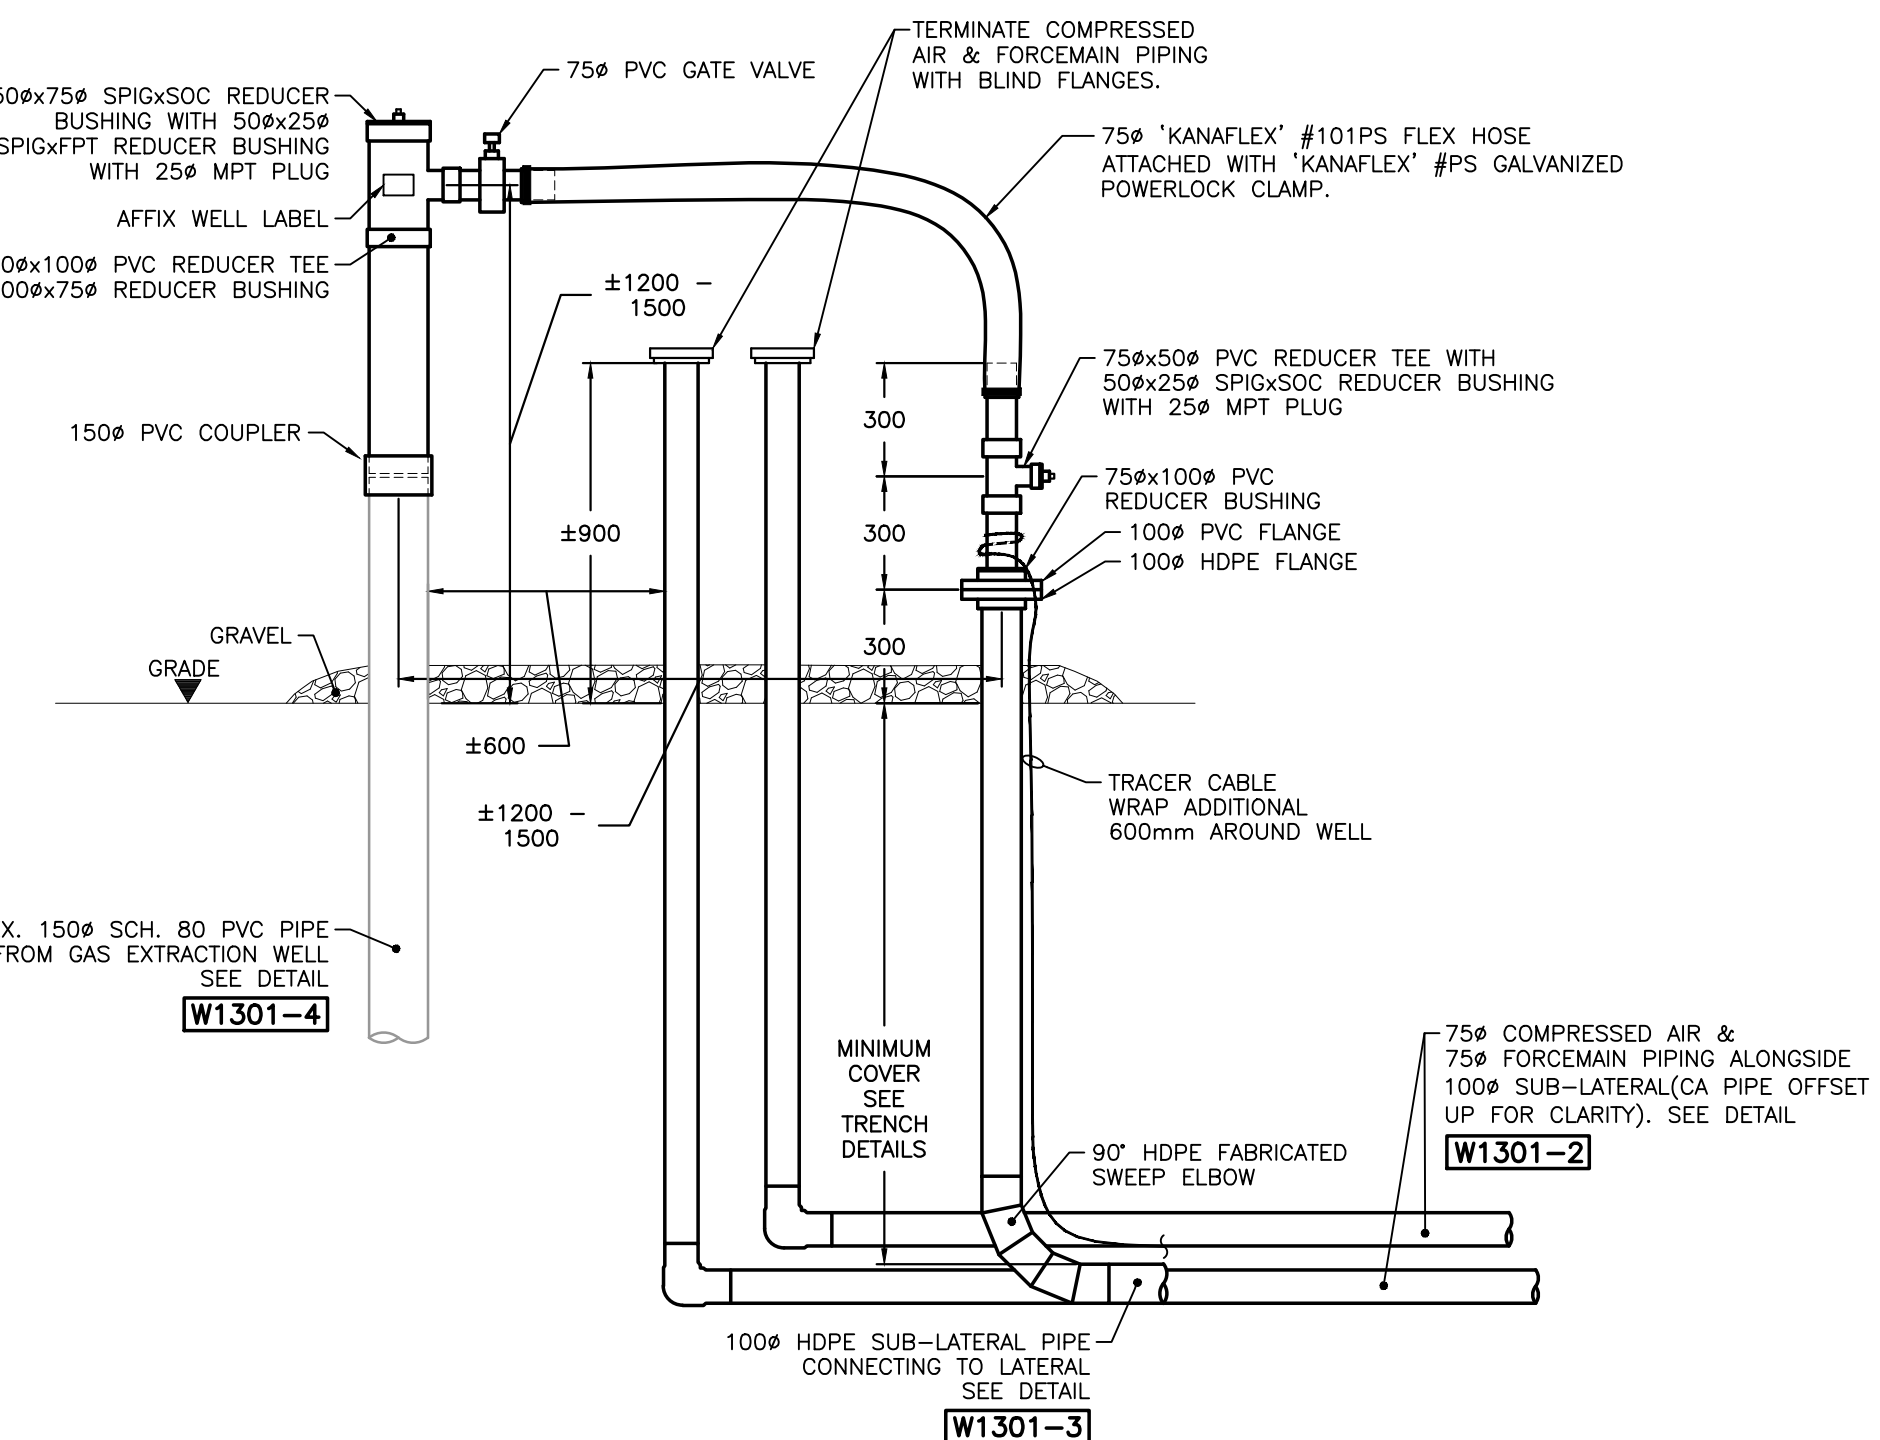 TERMINATE COMPRESSED
AIR & FORCEMAIN PIPING
WITH BLIND FLANGES.
75ø PVC GATE VALVE
50øx75ø SPIGxSOC REDUCER
BUSHING WITH 50øx25ø
SPIGxFPT REDUCER BUSHING
WITH 25ø MPT PLUG
AFFIX WELL LABEL
0øx100ø PVC REDUCER TEE
00øx75ø REDUCER BUSHING
75ø 'KANAFLEX' #101PS FLEX HOSE
ATTACHED WITH 'KANAFLEX' #PS GALVANIZED
POWERLOCK CLAMP.
±1200 -
1500
75øx50ø PVC REDUCER TEE WITH
50øx25ø SPIGxSOC REDUCER BUSHING
WITH 25ø MPT PLUG
300
150ø PVC COUPLER
75øx100ø PVC
REDUCER BUSHING
±900
300
100ø PVC FLANGE
100ø HDPE FLANGE
GRAVEL
GRADE
300
±600
±1200 -
1500
TRACER CABLE
WRAP ADDITIONAL
600mm AROUND WELL
X. 150ø SCH. 80 PVC PIPE
FROM GAS EXTRACTION WELL
SEE DETAIL
W1301-4
MINIMUM
COVER
SEE
TRENCH
DETAILS
75ø COMPRESSED AIR &
75ø FORCEMAIN PIPING ALONGSIDE
100ø SUB-LATERAL(CA PIPE OFFSET
UP FOR CLARITY). SEE DETAIL
W1301-2
90° HDPE FABRICATED
SWEEP ELBOW
100ø HDPE SUB-LATERAL PIPE
CONNECTING TO LATERAL
SEE DETAIL
W1301-3